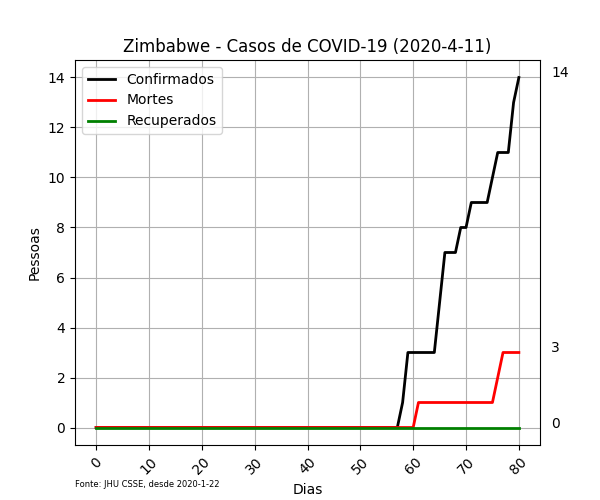 Zimbabwe - Casos de COVID-19 (2020-4-11)
Confirmados
Mortes
Recuperados
14
12
10
8
6
4
2
0
Pessoas
14
3
0
0
10
20
30
40
50
60
70
80
Dias
Fonte: JHU CSSE, desde 2020-1-22